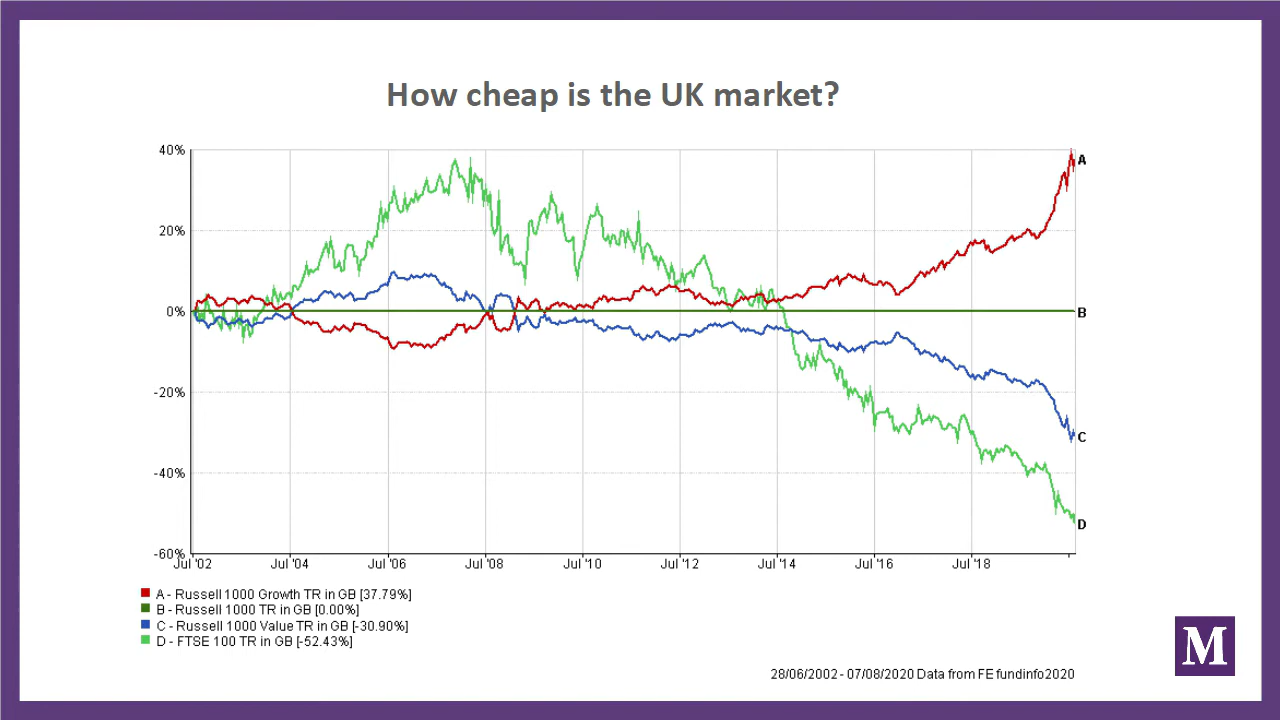 How cheap is the UK market?
40%
A
20%
0%
B
-20%
-40%
C
D
-60%
Jul '02 Jul '04 Jul '06 Jul '08 Jul '10 Jul '12 Jul '14 Jul '16 Jul '18
A - Russell 1000 Growth TR in GB [37.79%]
B - Russell 1000 TR in GB [0.00%]
C - Russell 1000 Value TR in GB [-30.90%]
D - FTSE 100 TR in GB [-52.43%]
M
28/06/2002 - 07/08/2020 Data from FE fundinfo2020